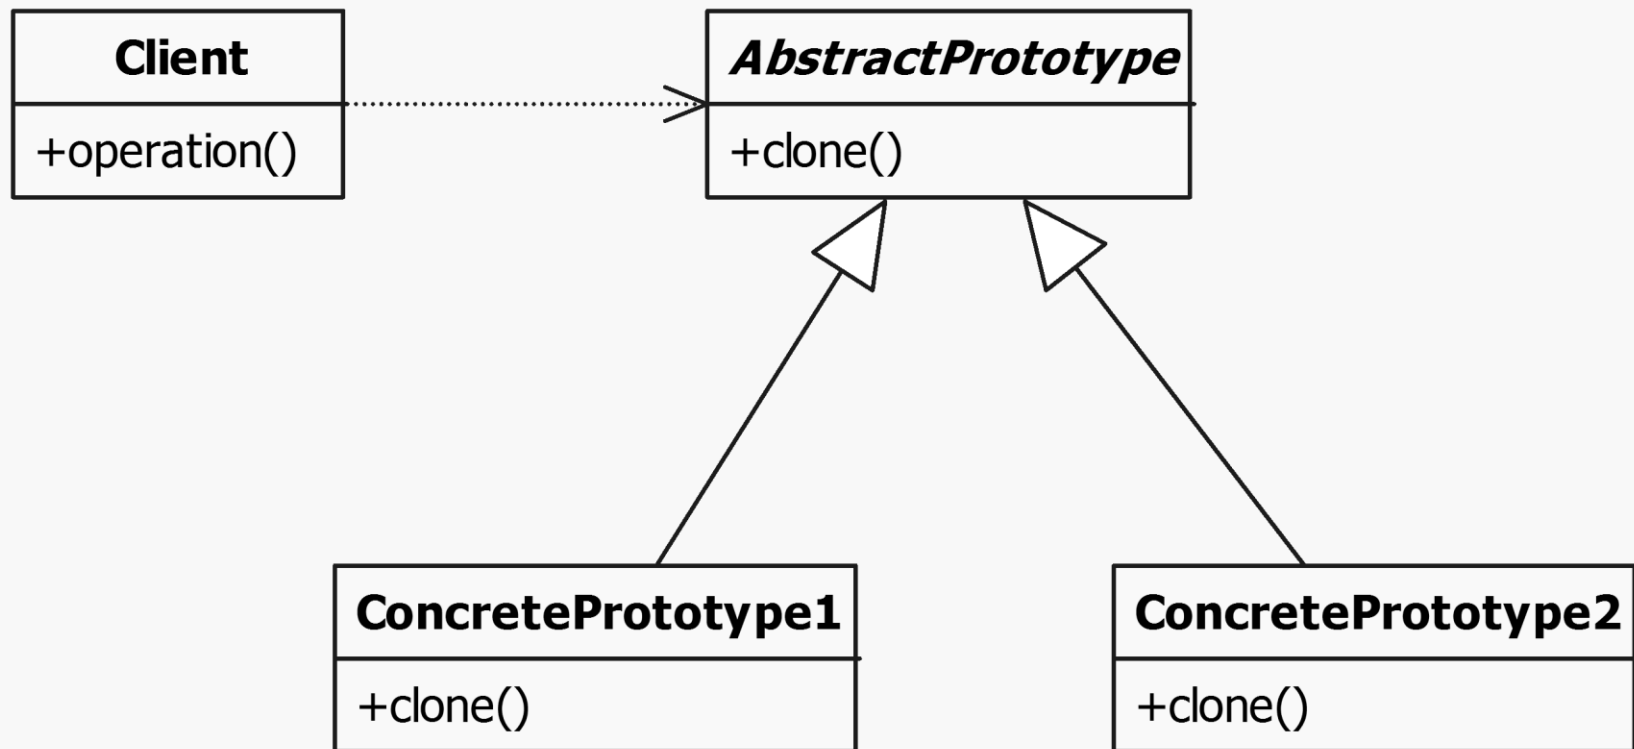 Client
+operation()
AbstractPrototype
+clone()
ConcretePrototype1
+clone()
ConcretePrototype2
+clone()